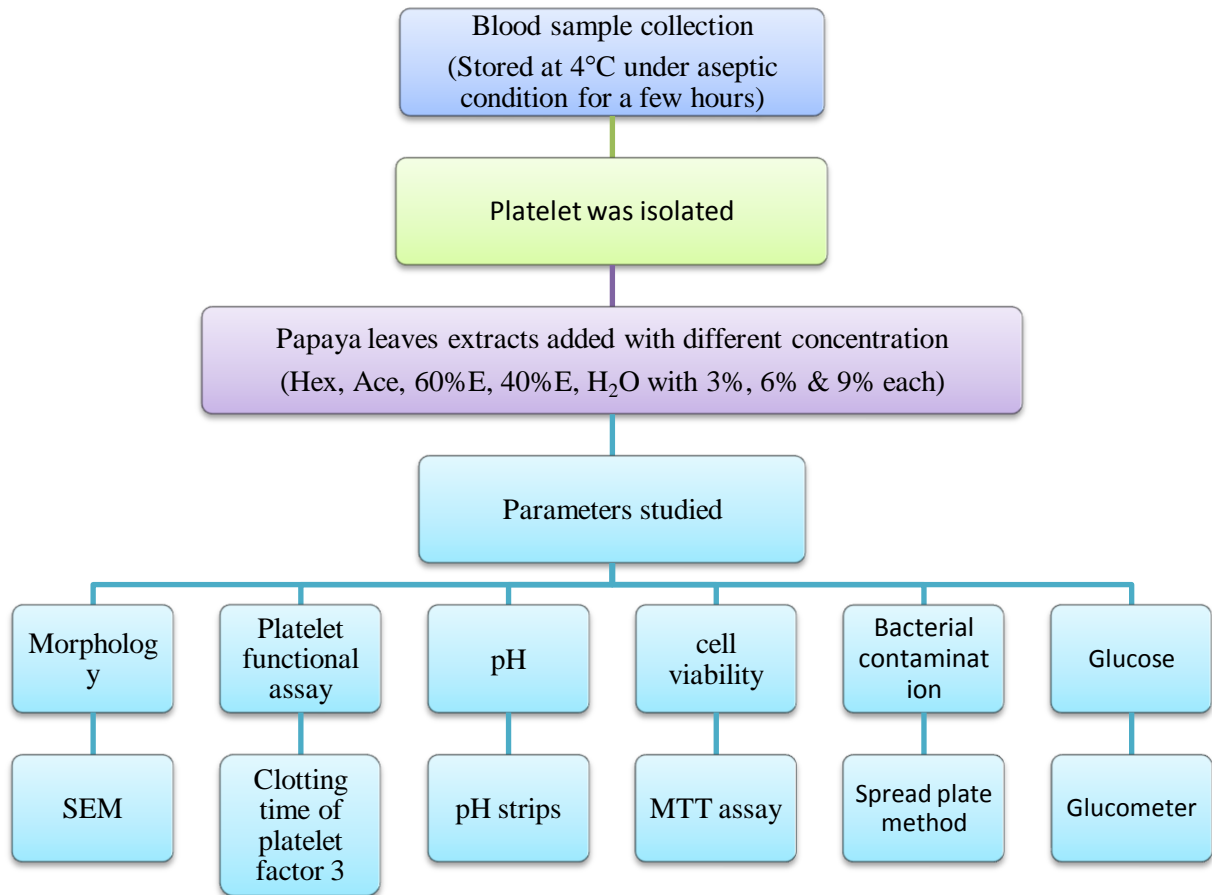 Blood sample collection
(Stored at 4°C under aseptic
condition for a few hours)
Platelet was isolated
Papaya leaves extracts added with different concentration
(Hex, Ace, 60%E, 40%E, H₂O with 3%, 6% & 9% each)
Parameters studied
Morpholog
y
Platelet
functional
assay
pH
cell
viability
Bacterial
contaminat
ion
Glucose
SEM
Clotting
time of
platelet
factor 3
pH strips
MTT assay
Spread plate
method
Glucometer